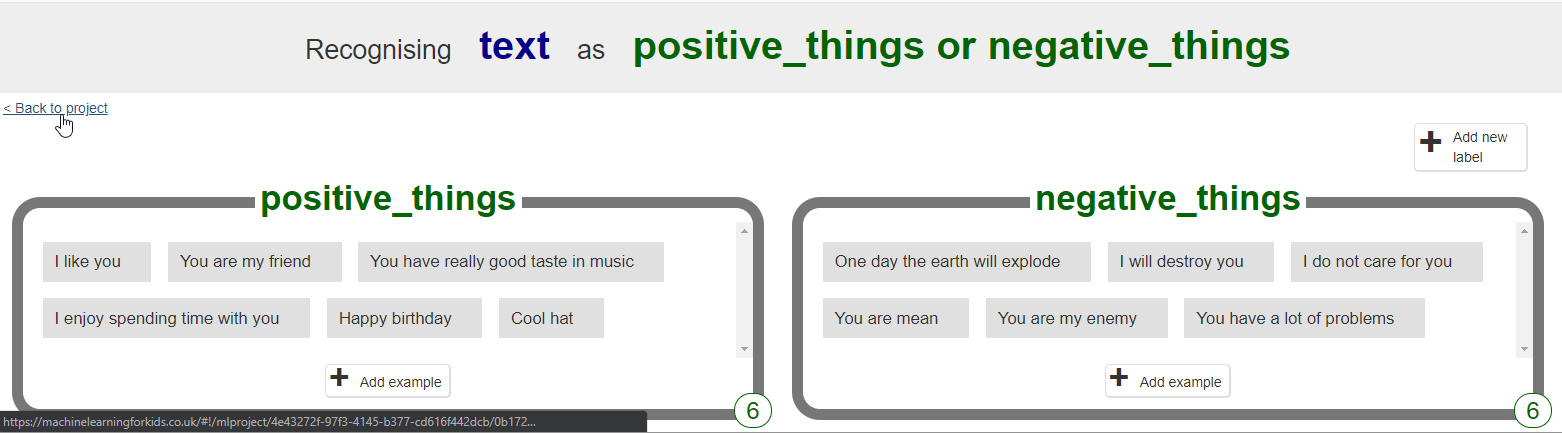 Recognising text as positive_things or negative_things
< Back to project
Add new
label
positive_things
negative_things
I like you
You are my friend
You have really good taste in music
I enjoy spending time with you
Happy birthday
Cool hat
Add example
6
One day the earth will explode
I will destroy you
I do not care for you
You are mean
You are my enemy
You have a lot of problems
Add example
6
https://machinelearningforkids.co.uk/#!/mlproject/4e43272f-97f3-4145-b377-cd616f442dcb/0b172...